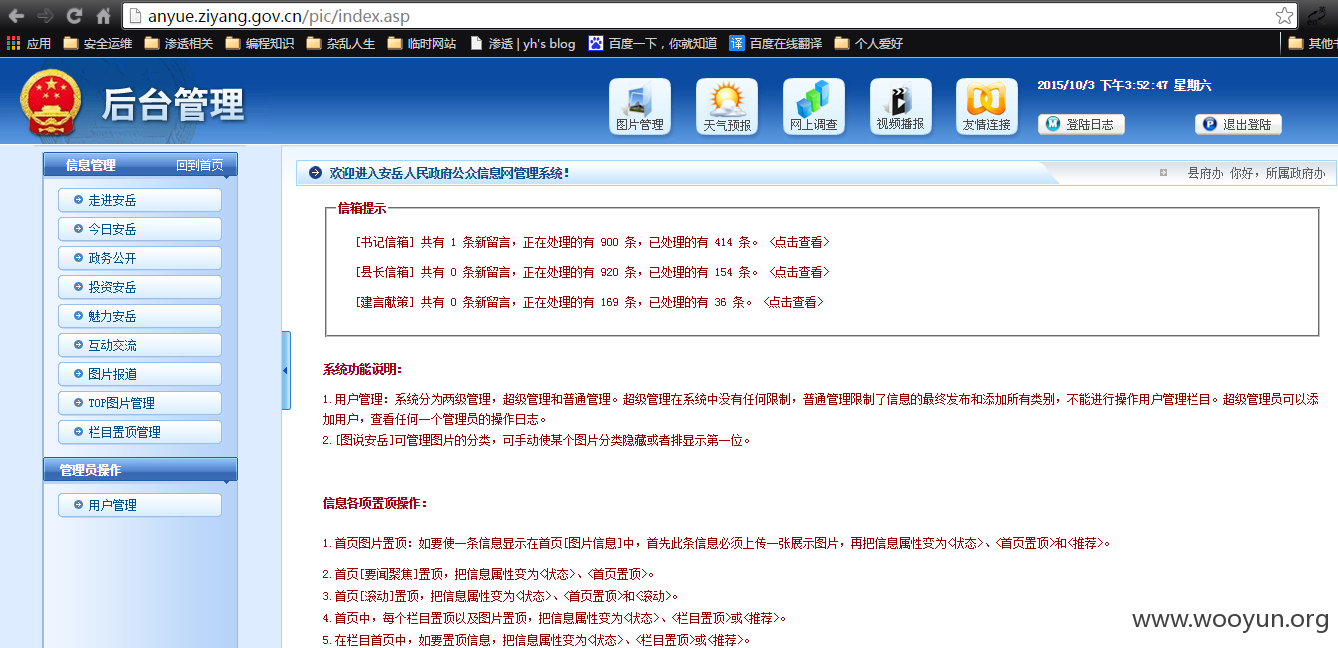 anyue.ziyang.gov.cn/pic/index.asp
应用 安全运维 渗透相关 编程知识 杂乱人生 临时网站 渗透 | yh's blog 百度一下，你就知道 译 百度在线翻译 个人爱好 其他书
后台管理
图片管理 天气预报 网上调查 视频播报 友情连接
2015/10/3 下午3:52:47 星期六
登陆日志 退出登陆
信息管理 回到首页
走进安岳
今日安岳
政务公开
投资安岳
魅力安岳
互动交流
图片报道
TOP图片管理
栏目置顶管理
管理员操作
用户管理
欢迎进入安岳人民政府公众信息网管理系统！
县府办 你好，所属政府办
信箱提示
[书记信箱] 共有 1 条新留言，正在处理的有 900 条，已处理的有 414 条。 <点击查看>
[县长信箱] 共有 0 条新留言，正在处理的有 920 条，已处理的有 154 条。 <点击查看>
[建言献策] 共有 0 条新留言，正在处理的有 169 条，已处理的有 36 条。 <点击查看>
系统功能说明：
1.用户管理：系统分为两级管理，超级管理和普通管理。超级管理在系统中没有任何限制，普通管理限制了信息的最终发布和添加所有类别，不能进行操作用户管理栏目。超级管理员可以添
加用户，查看任何一个管理员的操作日志。
2.[图说安岳]可管理图片的分类，可手动使某个图片分类隐藏或者排显示第一位。
信息各项置顶操作：
1.首页图片置顶：如要使一条信息显示在首页[图片信息]中，首先此条信息必须上传一张展示图片，再把信息属性变为<状态>、<首页置顶>和<推荐>。
2.首页[要闻聚焦]置顶，把信息属性变为<状态>、<首页置顶>。
3.首页[滚动]置顶，把信息属性变为<状态>、<首页置顶>和<滚动>。
4.首页中，每个栏目置顶以及图片置顶，把信息属性变为<状态>、<栏目置顶>或<推荐>。
5.在栏目首页中，如要置顶信息，把信息属性变为<状态>、<栏目置顶>或<推荐>。
www.wooyun.org